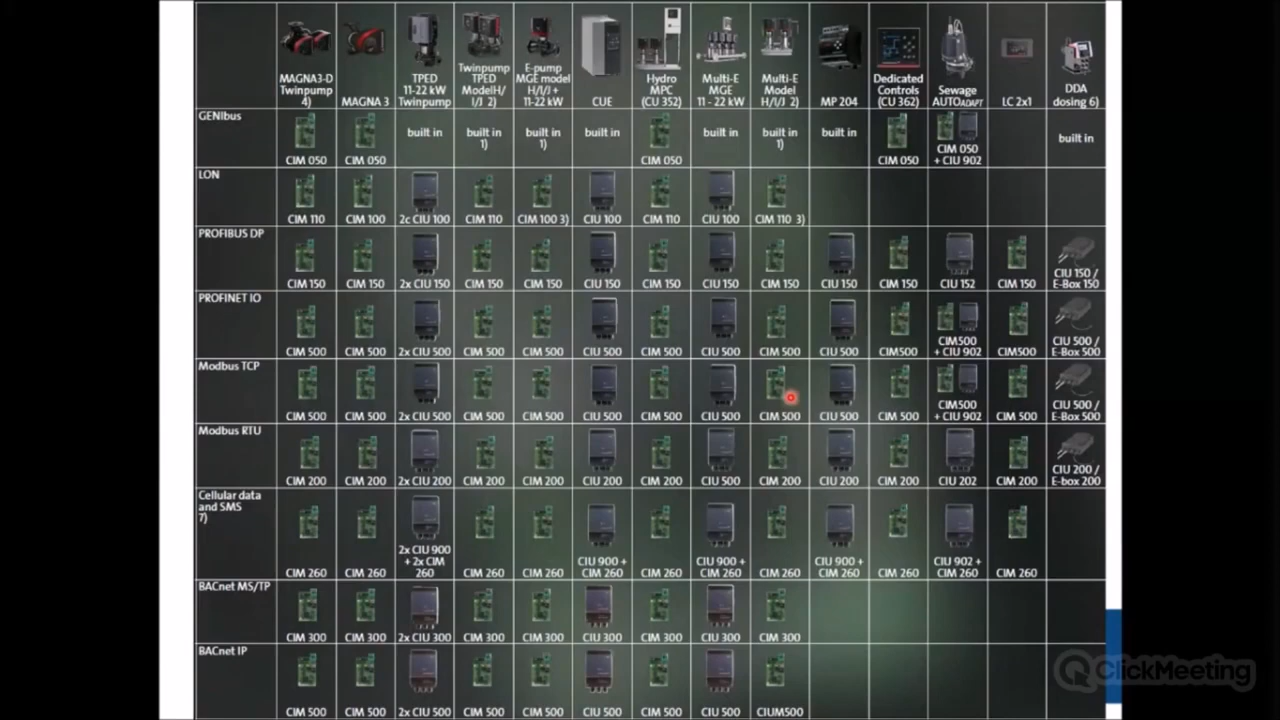 MAGNA3-D
Twinpump
4)
MAGNA 3
TPED
11-22 kW
Twinpump
Twinpump
TPED
ModelH/
I/J 2)
E-pump
MGE model
H/I/J +
11-22 kW
CUE
Hydro
MPC
(CU 352)
Multi-E
MGE
11 - 22 kW
Multi-E
Model
H/I/J 2)
MP 204
Dedicated
Controls
(CU 362)
Sewage
AUTOADAPT
LC 2x1
DDA
dosing 6)
GENIbus
CIM 050
CIM 050
built in
built in
1)
built in
1)
built in
CIM 050
built in
built in
1)
built in
CIM 050
CIM 050
+ CIU 902
built in
LON
CIM 110
CIM 100
2c CIU 100
CIM 110
CIM 100 3)
CIU 100
CIM 110
CIU 100
CIM 110 3)
PROFIBUS DP
CIM 150
CIM 150
2x CIU 150
CIM 150
CIM 150
CIU 150
CIM 150
CIU 150
CIM 150
CIU 150
CIM 150
CIU 152
CIM 150
CIU 150 /
E-Box 150
PROFINET IO
CIM 500
CIM 500
2x CIU 500
CIM 500
CIM 500
CIU 500
CIM 500
CIU 500
CIM 500
CIU 500
CIM500
CIM500
+ CIU 902
CIM500
CIU 500 /
E-Box 500
Modbus TCP
CIM 500
CIM 500
2x CIU 500
CIM 500
CIM 500
CIU 500
CIM 500
CIU 500
CIM 500
CIU 500
CIM 500
CIM500
+ CIU 902
CIM 500
CIU 500 /
E-Box 500
Modbus RTU
CIM 200
CIM 200
2x CIU 200
CIM 200
CIM 200
CIU 200
CIM 200
CIU 500
CIM 200
CIU 200
CIM 200
CIU 202
CIM 200
CIU 200 /
E-box 200
Cellular data
and SMS
7)
CIM 260
CIM 260
2x CIU 900
+ 2x CIM
260
CIM 260
CIM 260
CIU 900 +
CIM 260
CIM 260
CIU 900 +
CIM 260
CIM 260
CIU 900 +
CIM 260
CIM 260
CIU 902 +
CIM 260
CIM 260
BACnet MS/TP
CIM 300
CIM 300
2x CIU 300
CIM 300
CIM 300
CIU 300
CIM 300
CIU 300
CIM 300
BACnet IP
CIM 500
CIM 500
2x CIU 500
CIM 500
CIM 500
CIU 500
CIM 500
CIU 500
CIUM500
ClickMeeting